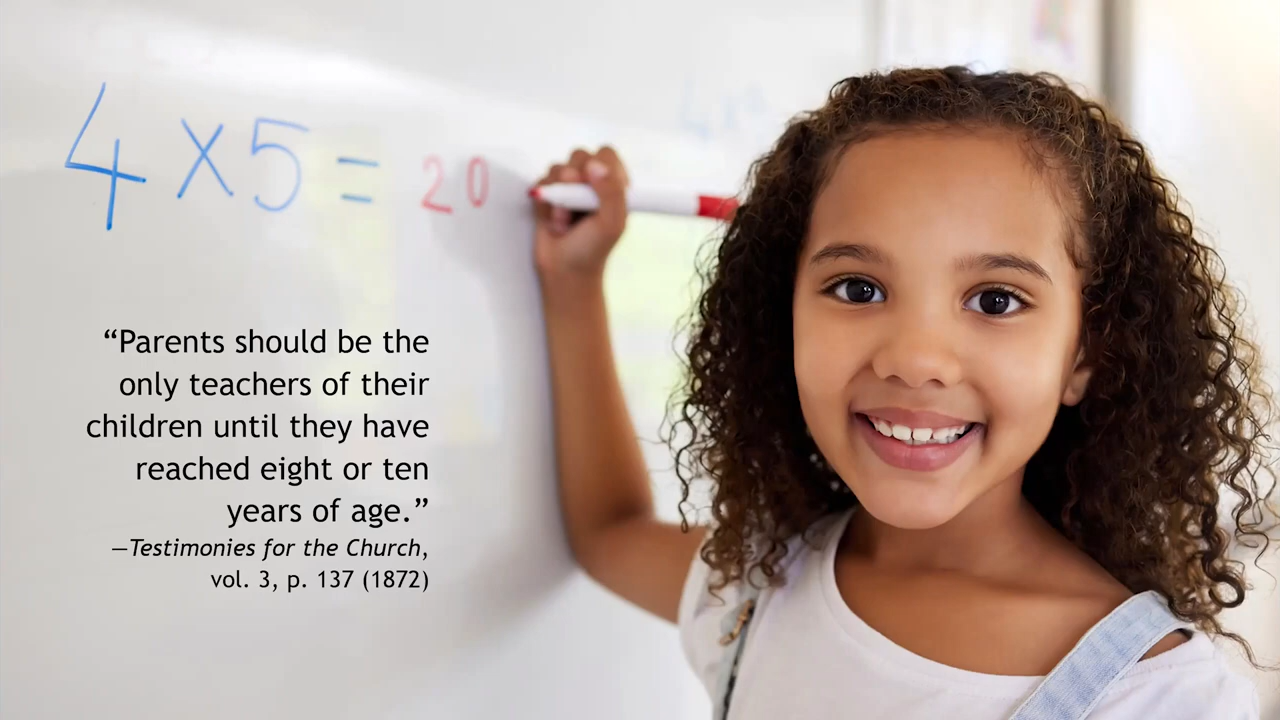 4 × 5 = 20
“Parents should be the
only teachers of their
children until they have
reached eight or ten
years of age.”
—Testimonies for the Church,
vol. 3, p. 137 (1872)